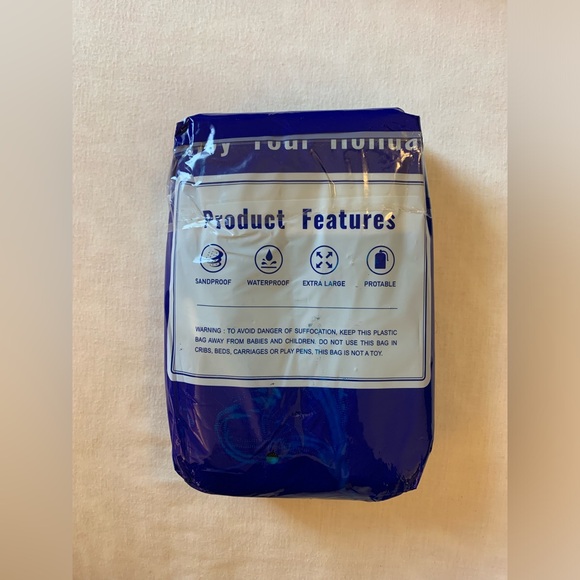 Your
Product Features
SANDPROOF WATERPROOF EXTRA LARGE PROTABLE
WARNING : TO AVOID DANGER OF SUFFOCATION, KEEP THIS PLASTIC
BAG AWAY FROM BABIES AND CHILDREN. DO NOT USE THIS BAG IN
CRIBS, BEDS, CARRIAGES OR PLAY PENS, THIS BAG IS NOT A TOY.